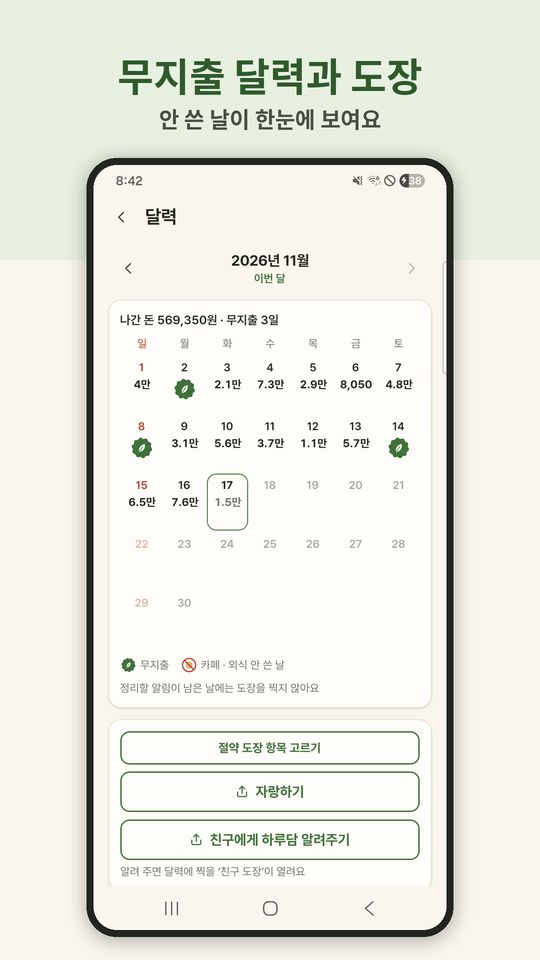 무지출 달력과 도장
안 쓴 날이 한눈에 보여요
8:42
38
달력
2026년 11월
이번 달
나간 돈 569,350원 · 무지출 3일
일 월 화 수 목 금 토
1 2 3 4 5 6 7
4만 2.1만 7.3만 2.9만 8,050 4.8만
8 9 10 11 12 13 14
3.1만 5.6만 3.7만 1.1만 5.7만
15 16 17 18 19 20 21
6.5만 7.6만 1.5만
22 23 24 25 26 27 28
29 30
무지출 카페 · 외식 안 쓴 날
정리할 알림이 남은 날에는 도장을 찍지 않아요
절약 도장 항목 고르기
자랑하기
친구에게 하루담 알려주기
알려 주면 달력에 찍을 '친구 도장'이 열려요